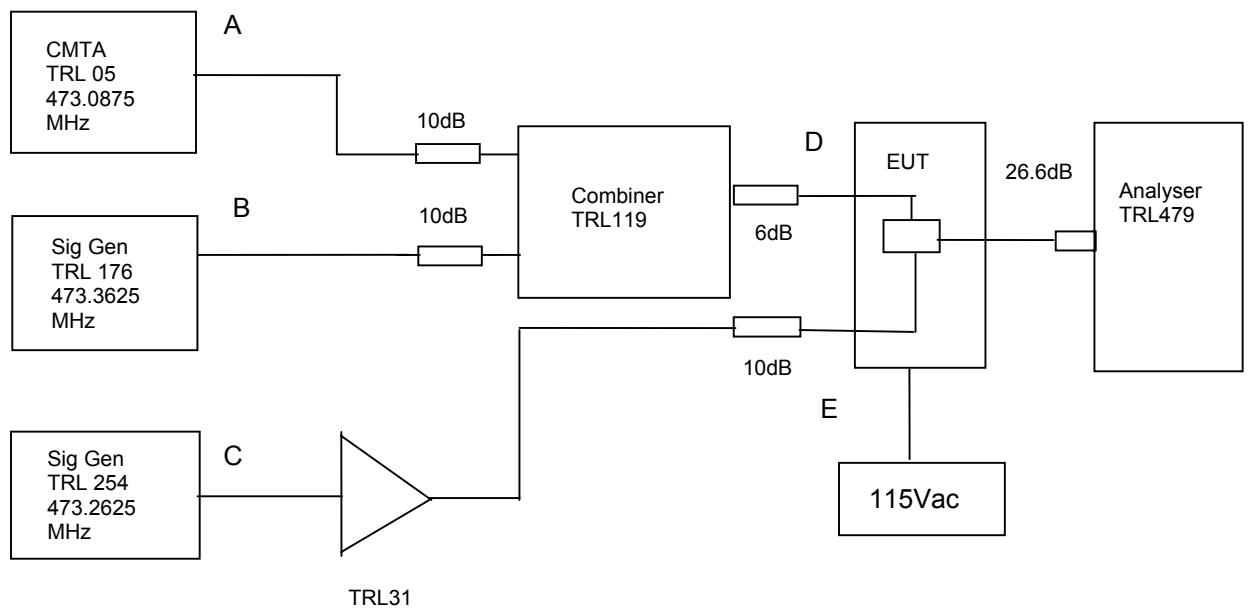 A
CMTA
TRL 05
473.0875
MHz
10dB
B
Sig Gen
TRL 176
473.3625
MHz
10dB
Combiner
TRL119
D
6dB
EUT
26.6dB
Analyser
TRL479
10dB
E
C
Sig Gen
TRL 254
473.2625
MHz
115Vac
TRL31